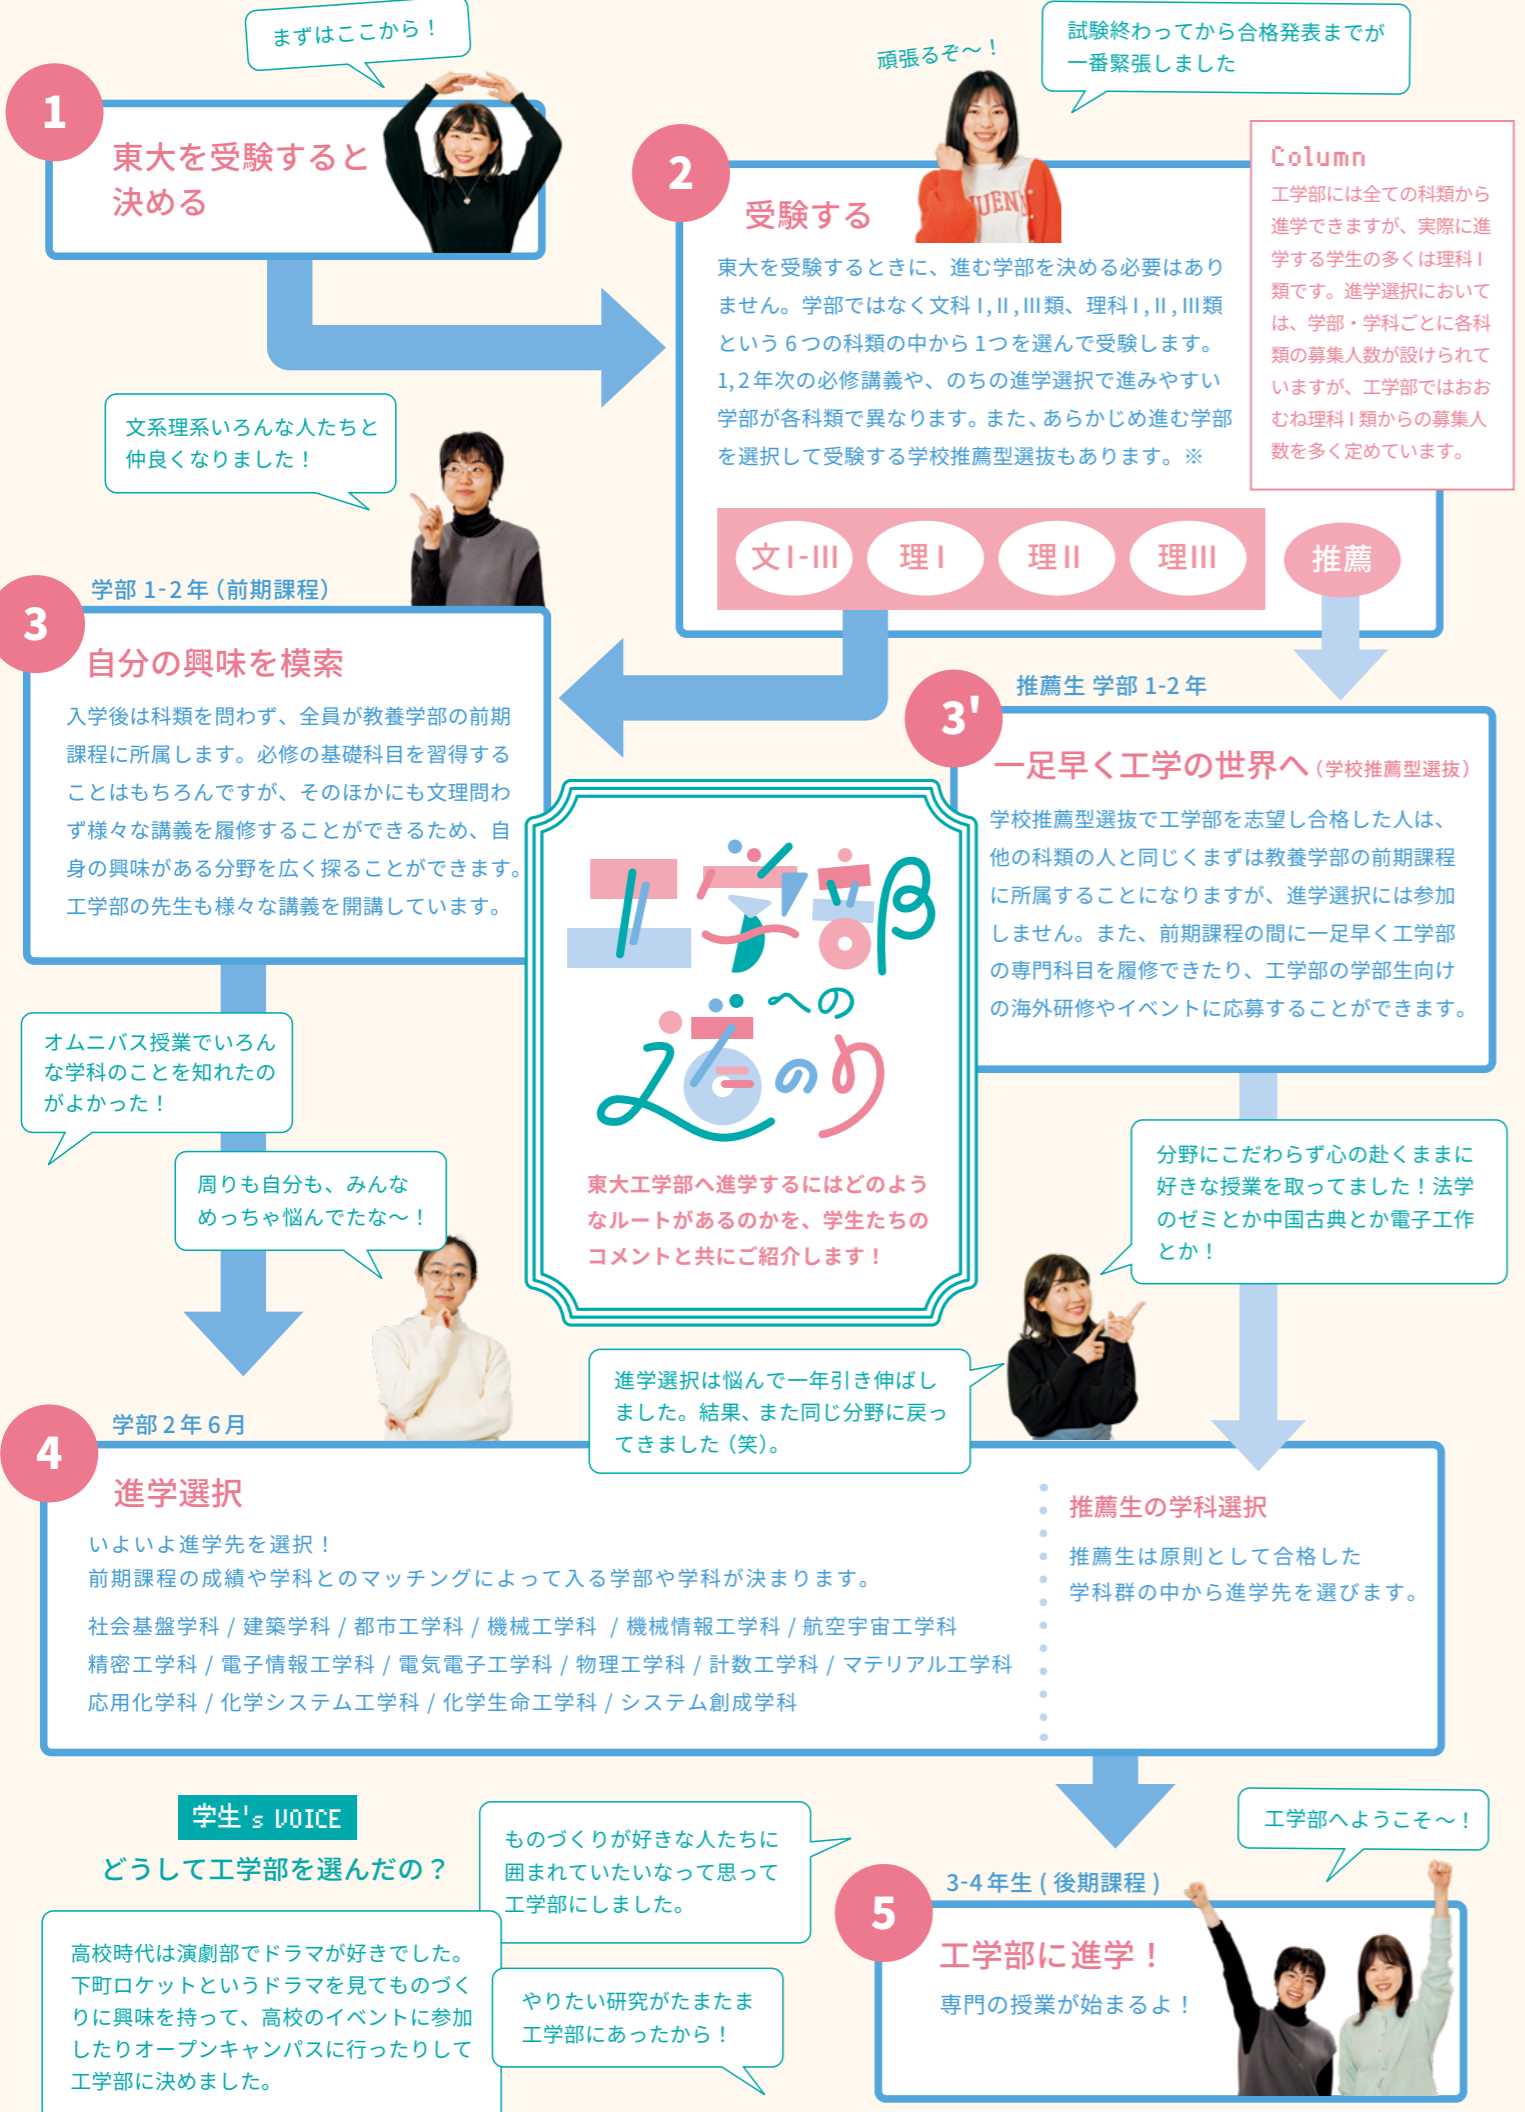 まずはここから！
1
東大を受験すると
決める
頑張るぞ〜！
試験終わってから合格発表までが
一番緊張しました
2
受験する
東大を受験するときに、進む学部を決める必要はあり
ません。学部ではなく文科Ⅰ,Ⅱ,Ⅲ類、理科Ⅰ,Ⅱ,Ⅲ類
という6つの科類の中から1つを選んで受験します。
1,2年次の必修講義や、のちの進学選択で進みやすい
学部が各科類で異なります。また、あらかじめ進む学部
を選択して受験する学校推薦型選抜もあります。※
Column
工学部には全ての科類から
進学できますが、実際に進
学する学生の多くは理科Ⅰ
類です。進学選択において
は、学部・学科ごとに各科
類の募集人数が設けられて
いますが、工学部ではおお
むね理科Ⅰ類からの募集人
数を多く定めています。
文Ⅰ-Ⅲ
理Ⅰ
理Ⅱ
理Ⅲ
推薦
文系理系いろんな人たちと
仲良くなりました！
学部1-2年（前期課程）
3
自分の興味を模索
入学後は科類を問わず、全員が教養学部の前期
課程に所属します。必修の基礎科目を習得する
ことはもちろんですが、そのほかにも文理問わ
ず様々な講義を履修することができるため、自
身の興味がある分野を広く探ることができます。
工学部の先生も様々な講義を開講しています。
推薦生 学部1-2年
3'
一足早く工学の世界へ（学校推薦型選抜）
学校推薦型選抜で工学部を志望し合格した人は、
他の科類の人と同じくまずは教養学部の前期課程
に所属することになりますが、進学選択には参加
しません。また、前期課程の間に一足早く工学部
の専門科目を履修できたり、工学部の学部生向け
の海外研修やイベントに応募することができます。
工学部
への
道のり
東大工学部へ進学するにはどのよう
なルートがあるのかを、学生たちの
コメントと共にご紹介します！
オムニバス授業でいろん
な学科のことを知れたの
がよかった！
周りも自分も、みんな
めっちゃ悩んでたな〜！
分野にこだわらず心の赴くままに
好きな授業を取ってました！法学
のゼミとか中国古典とか電子工作
とか！
進学選択は悩んで一年引き伸ばし
ました。結果、また同じ分野に戻っ
てきました（笑）。
学部2年6月
4
進学選択
いよいよ進学先を選択！
前期課程の成績や学科とのマッチングによって入る学部や学科が決まります。
社会基盤学科 / 建築学科 / 都市工学科 / 機械工学科 / 機械情報工学科 / 航空宇宙工学科
精密工学科 / 電子情報工学科 / 電気電子工学科 / 物理工学科 / 計数工学科 / マテリアル工学科
応用化学科 / 化学システム工学科 / 化学生命工学科 / システム創成学科
推薦生の学科選択
推薦生は原則として合格した
学科群の中から進学先を選びます。
学生's VOICE
どうして工学部を選んだの？
ものづくりが好きな人たちに
囲まれていたいなって思って
工学部にしました。
高校時代は演劇部でドラマが好きでした。
下町ロケットというドラマを見てものづく
りに興味を持って、高校のイベントに参加
したりオープンキャンパスに行ったりして
工学部に決めました。
やりたい研究がたまたま
工学部にあったから！
工学部へようこそ〜！
3-4年生(後期課程)
5
工学部に進学！
専門の授業が始まるよ！